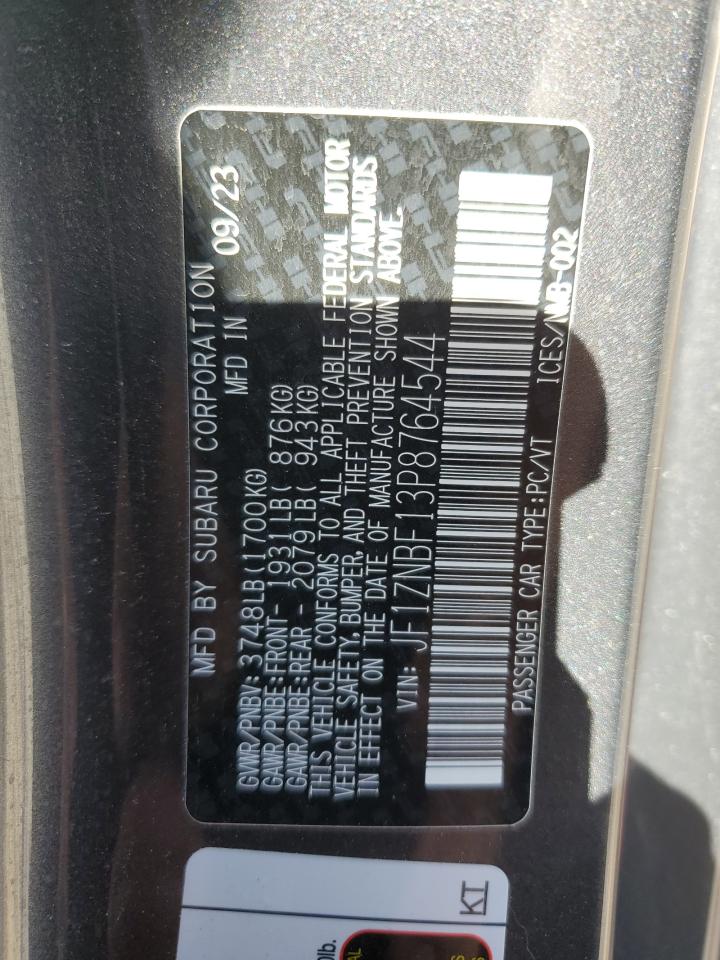 MFD BY SUBARU CORPORATION
MFD IN 09/23
GVWR/PNBV: 3748LB(1700KG)
GAWR/PNBE:FRONT- 1931LB( 876KG)
GAWR/PNBE:REAR - 2079LB( 943KG)
THIS VEHICLE CONFORMS TO ALL APPLICABLE FEDERAL MOTOR
VEHICLE SAFETY, BUMPER, AND THEFT PREVENTION STANDARDS
IN EFFECT ON THE DATE OF MANUFACTURE SHOWN ABOVE.
VIN: JF1ZNBF13P8764544
PASSENGER CAR TYPE:PC/VT ICES/NMB-002
KT
lb.